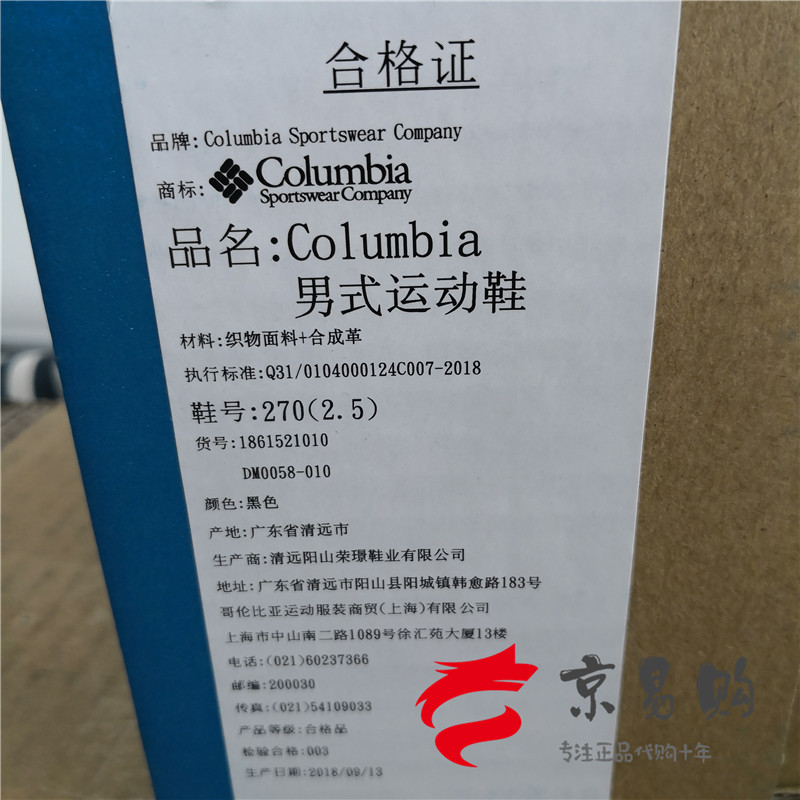 合格证
品牌:Columbia Sportswear Company
商标: Columbia
Sportswear Company
品名:Columbia
男式运动鞋
材料:织物面料+合成革
执行标准:Q31/0104000124C007-2018
鞋号:270(2.5)
货号:1861521010
DM0058-010
颜色:黑色
产地:广东省清远市
生产商:清远阳山荣璟鞋业有限公司
地址:广东省清远市阳山县阳城镇韩愈路183号
哥伦比亚运动服装商贸(上海)有限公司
上海市中山南二路1089号徐汇苑大厦13楼
电话:(021)60237366
邮编:200030
传真:(021)54109033
产品等级:合格品
检验合格:003
生产日期:2018/09/13
京易购
专注正品代购十年